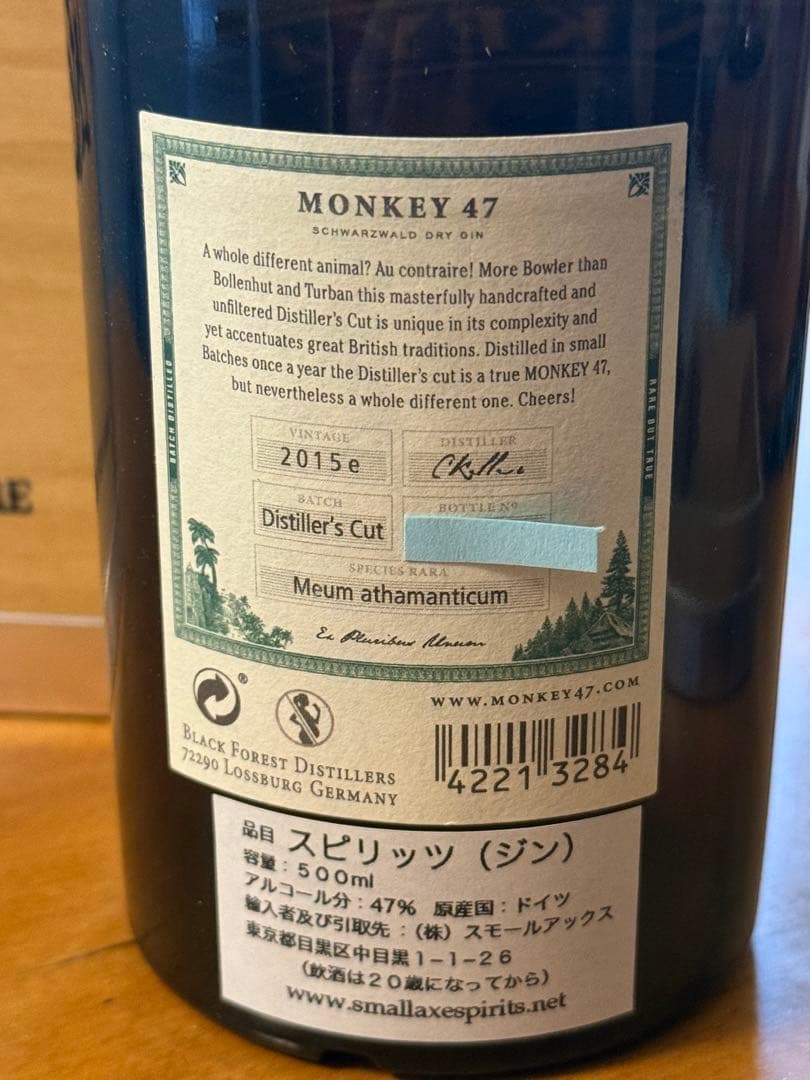 MONKEY 47
SCHWARZWALD DRY GIN
A whole different animal? Au contraire! More Bowler than
Bollenhut and Turban this masterfully handcrafted and
unfiltered Distiller's Cut is unique in its complexity and
yet accentuates great British traditions. Distilled in small
Batches once a year the Distiller's cut is a true MONKEY 47,
but nevertheless a whole different one. Cheers!
BATCH DISTILLED
RARE BUT TRUE
VINTAGE
2015e
DISTILLER
BATCH
Distiller's Cut
BOTTLE Nº
SPECIES RARA
Meum athamanticum
Ex Pluribus Unum
®
WWW.MONKEY47.COM
BLACK FOREST DISTILLERS
72290 LOSSBURG GERMANY
4221 3284
品目 スピリッツ（ジン）
容量：500ml
アルコール分：47% 原産国：ドイツ
輸入者及び引取先：（株）スモールアックス
東京都目黒区中目黒1-1-26
（飲酒は20歳になってから）
www.smallaxespirits.net